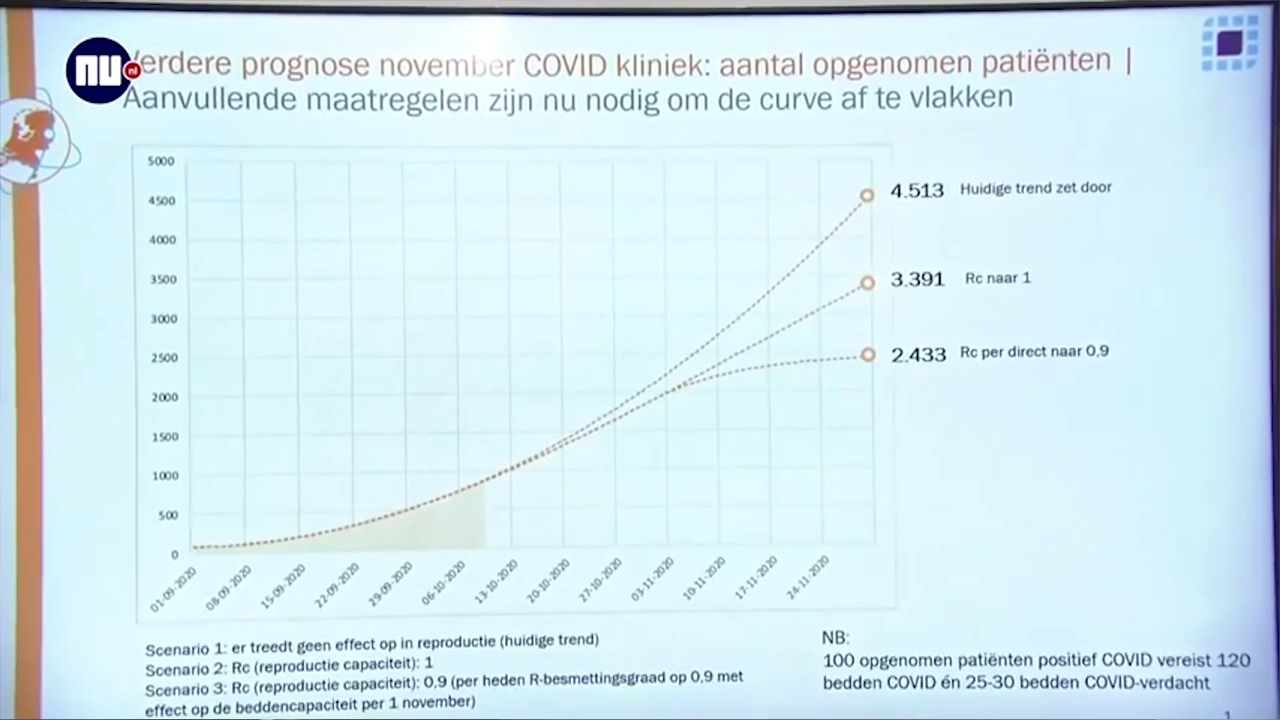 nu
nl
erdere prognose november COVID kliniek: aantal opgenomen patiënten |
Aanvullende maatregelen zijn nu nodig om de curve af te vlakken
5000
4500
4000
3500
3000
2500
2000
1500
1000
500
0
4.513 Huidige trend zet door
3.391 Rc naar 1
2.433 Rc per direct naar 0,9
01-09-2020
08-09-2020
15-09-2020
22-09-2020
29-09-2020
06-10-2020
13-10-2020
20-10-2020
27-10-2020
03-11-2020
10-11-2020
17-11-2020
24-11-2020
Scenario 1: er treedt geen effect op in reproductie (huidige trend)
Scenario 2: Rc (reproductie capaciteit): 1
Scenario 3: Rc (reproductie capaciteit): 0,9 (per heden R-besmettingsgraad op 0,9 met
effect op de beddencapaciteit per 1 november)
NB:
100 opgenomen patiënten positief COVID vereist 120
bedden COVID én 25-30 bedden COVID-verdacht
1